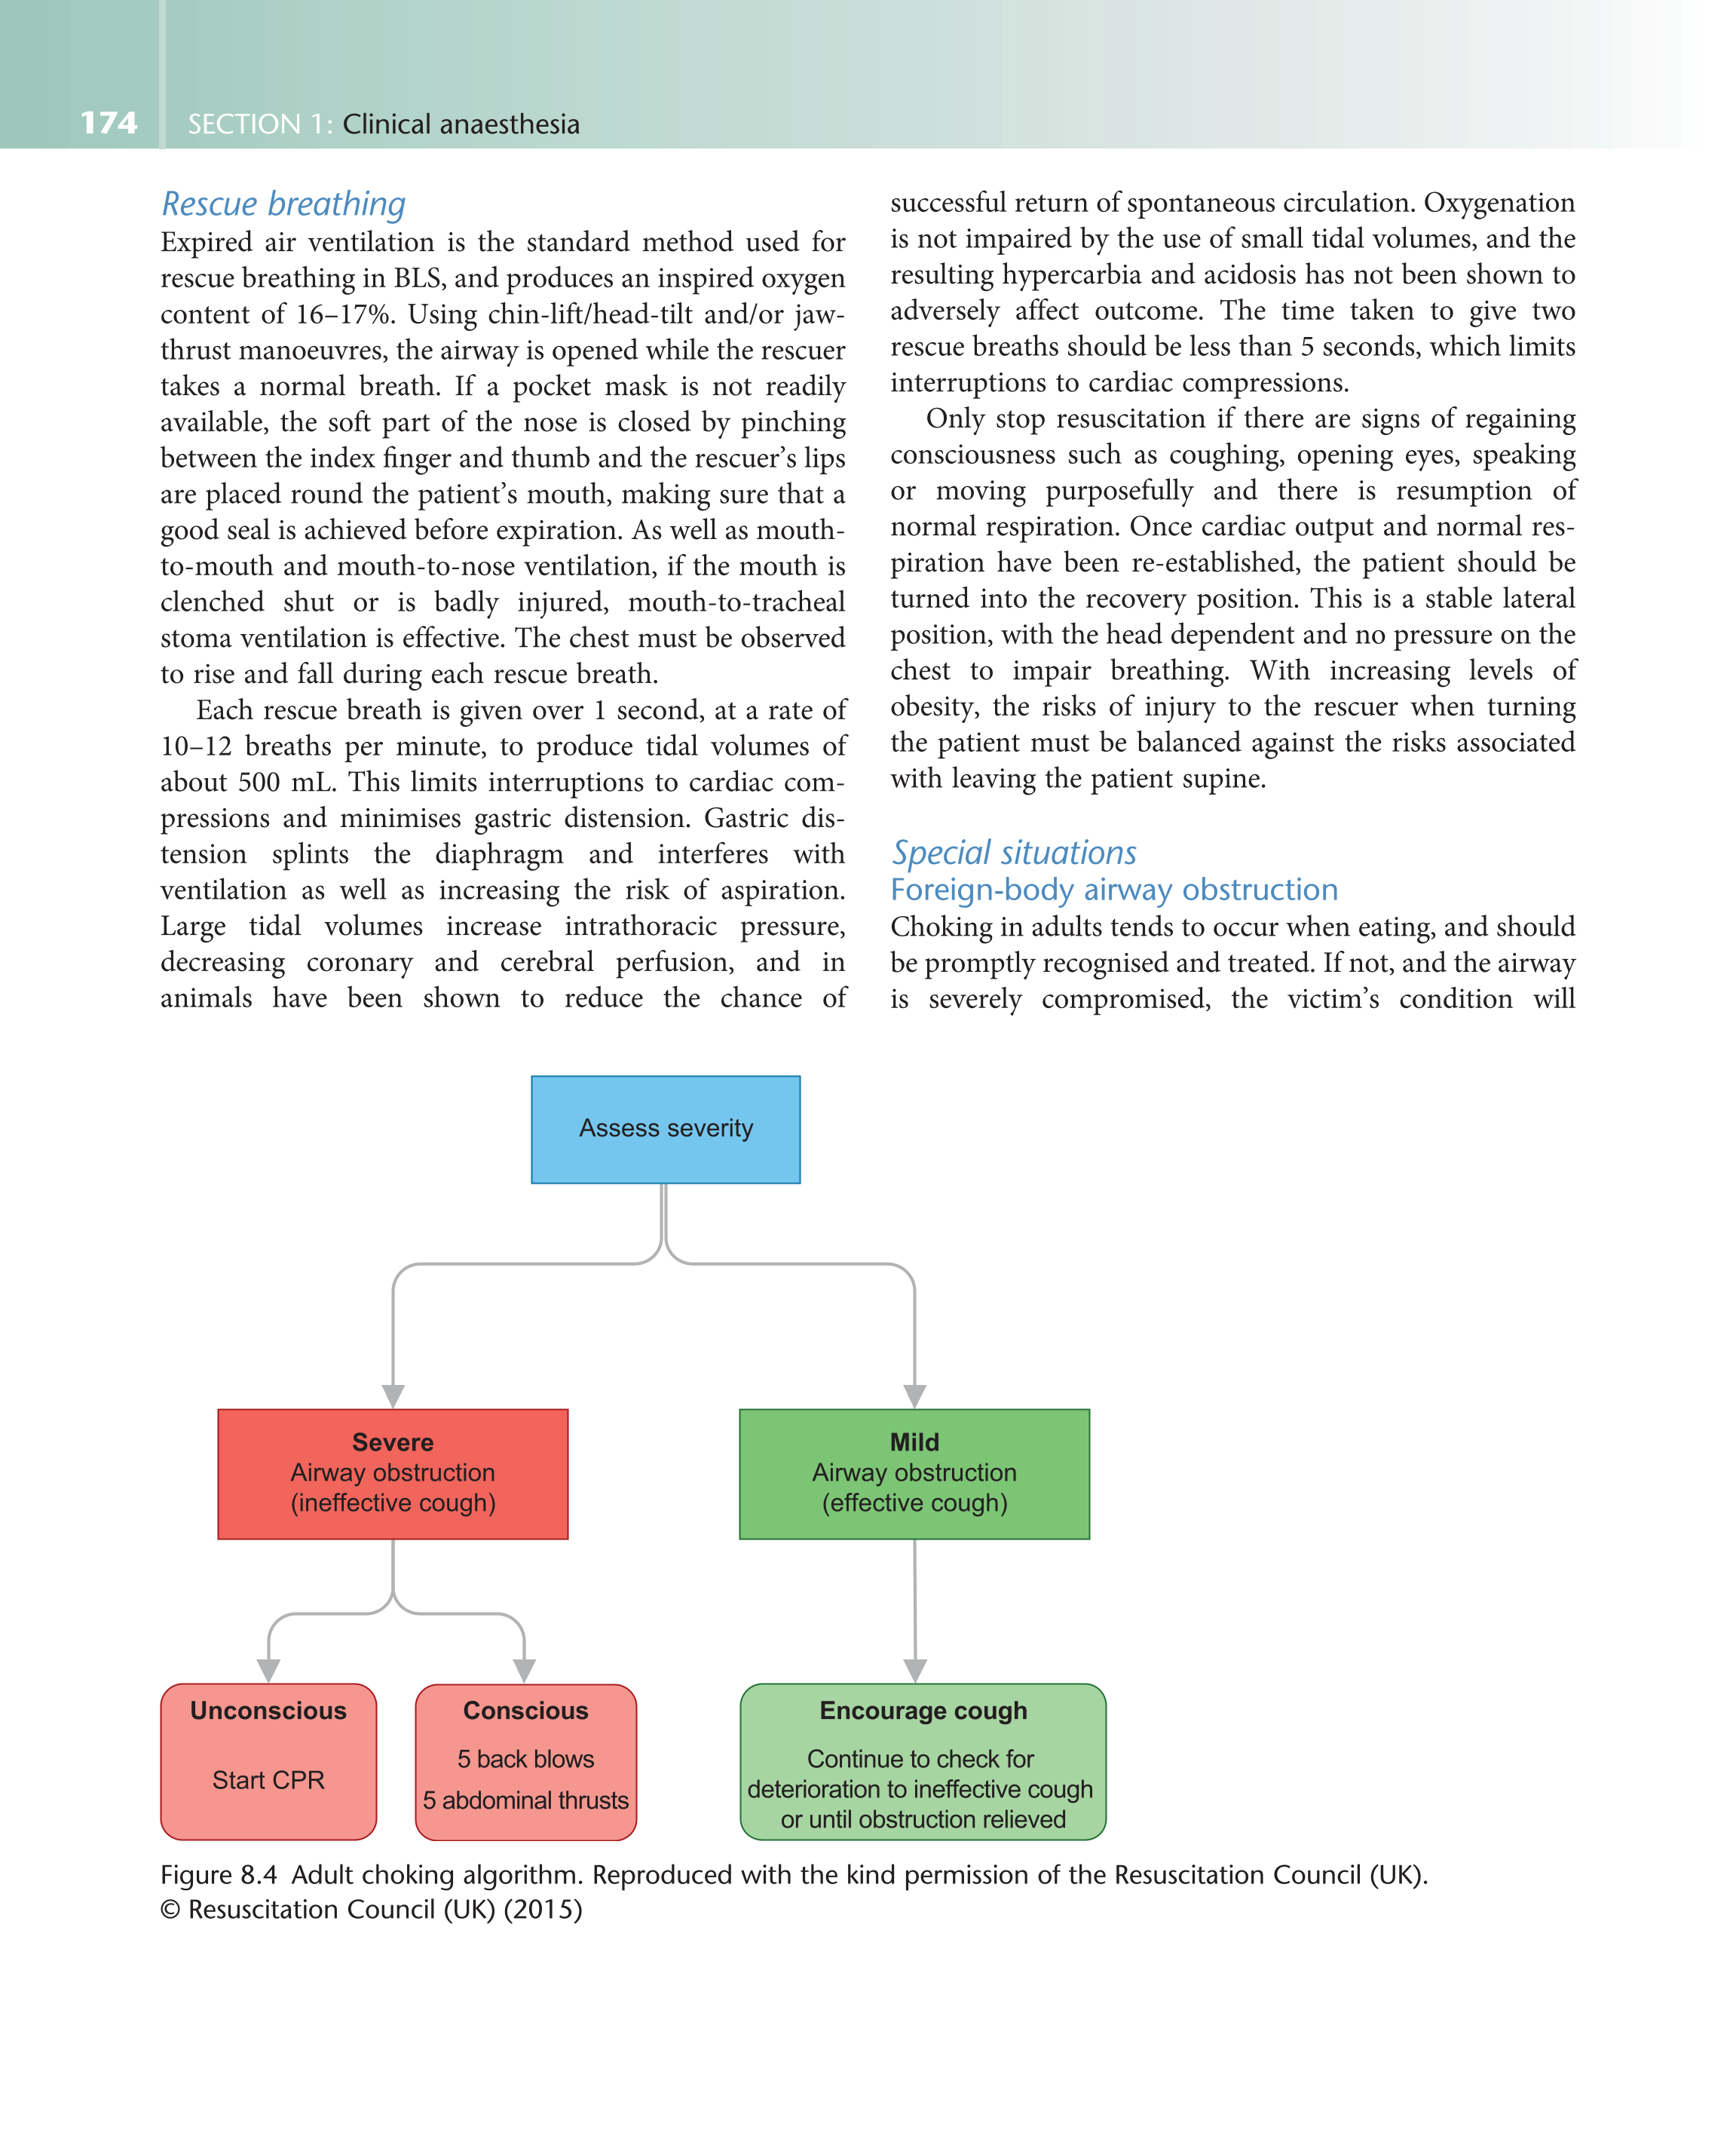 174
SECTION 1: Clinical anaesthesia
Rescue breathing
Expired air ventilation is the standard method used for
rescue breathing in BLS, and produces an inspired oxygen
content of 16–17%. Using chin-lift/head-tilt and/or jaw-
thrust manoeuvres, the airway is opened while the rescuer
takes a normal breath. If a pocket mask is not readily
available, the soft part of the nose is closed by pinching
between the index finger and thumb and the rescuer’s lips
are placed round the patient’s mouth, making sure that a
good seal is achieved before expiration. As well as mouth-
to-mouth and mouth-to-nose ventilation, if the mouth is
clenched shut or is badly injured, mouth-to-tracheal
stoma ventilation is effective. The chest must be observed
to rise and fall during each rescue breath.
Each rescue breath is given over 1 second, at a rate of
10–12 breaths per minute, to produce tidal volumes of
about 500 mL. This limits interruptions to cardiac com-
pressions and minimises gastric distension. Gastric dis-
tension splints the diaphragm and interferes with
ventilation as well as increasing the risk of aspiration.
Large tidal volumes increase intrathoracic pressure,
decreasing coronary and cerebral perfusion, and in
animals have been shown to reduce the chance of
successful return of spontaneous circulation. Oxygenation
is not impaired by the use of small tidal volumes, and the
resulting hypercarbia and acidosis has not been shown to
adversely affect outcome. The time taken to give two
rescue breaths should be less than 5 seconds, which limits
interruptions to cardiac compressions.
Only stop resuscitation if there are signs of regaining
consciousness such as coughing, opening eyes, speaking
or moving purposefully and there is resumption of
normal respiration. Once cardiac output and normal res-
piration have been re-established, the patient should be
turned into the recovery position. This is a stable lateral
position, with the head dependent and no pressure on the
chest to impair breathing. With increasing levels of
obesity, the risks of injury to the rescuer when turning
the patient must be balanced against the risks associated
with leaving the patient supine.
Special situations
Foreign-body airway obstruction
Choking in adults tends to occur when eating, and should
be promptly recognised and treated. If not, and the airway
is severely compromised, the victim’s condition will
Assess severity
Severe
Airway obstruction
(ineffective cough)
Mild
Airway obstruction
(effective cough)
Unconscious
Start CPR
Conscious
5 back blows
5 abdominal thrusts
Encourage cough
Continue to check for
deterioration to ineffective cough
or until obstruction relieved
Figure 8.4 Adult choking algorithm. Reproduced with the kind permission of the Resuscitation Council (UK).
© Resuscitation Council (UK) (2015)